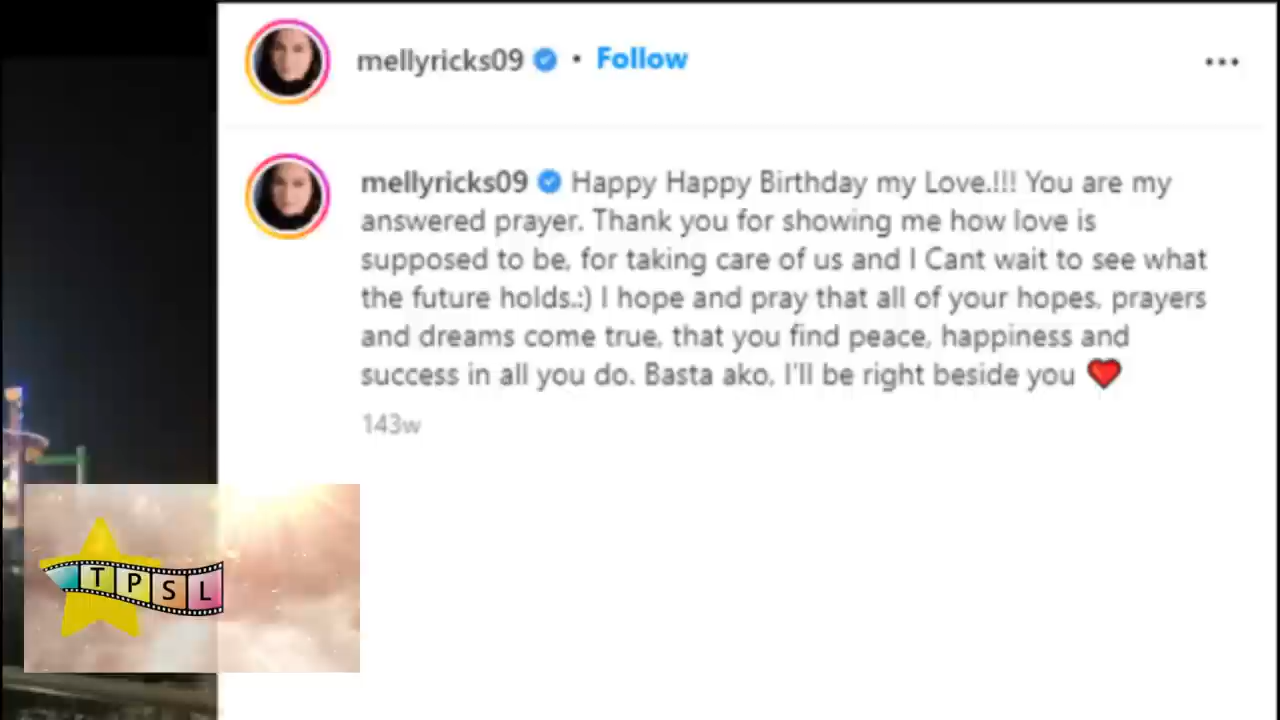 mellyricks09 • Follow
mellyricks09 Happy Happy Birthday my Love.!!! You are my
answered prayer. Thank you for showing me how love is
supposed to be, for taking care of us and I Cant wait to see what
the future holds.:) I hope and pray that all of your hopes, prayers
and dreams come true, that you find peace, happiness and
success in all you do. Basta ako, I'll be right beside you ❤️
143w
TPSL